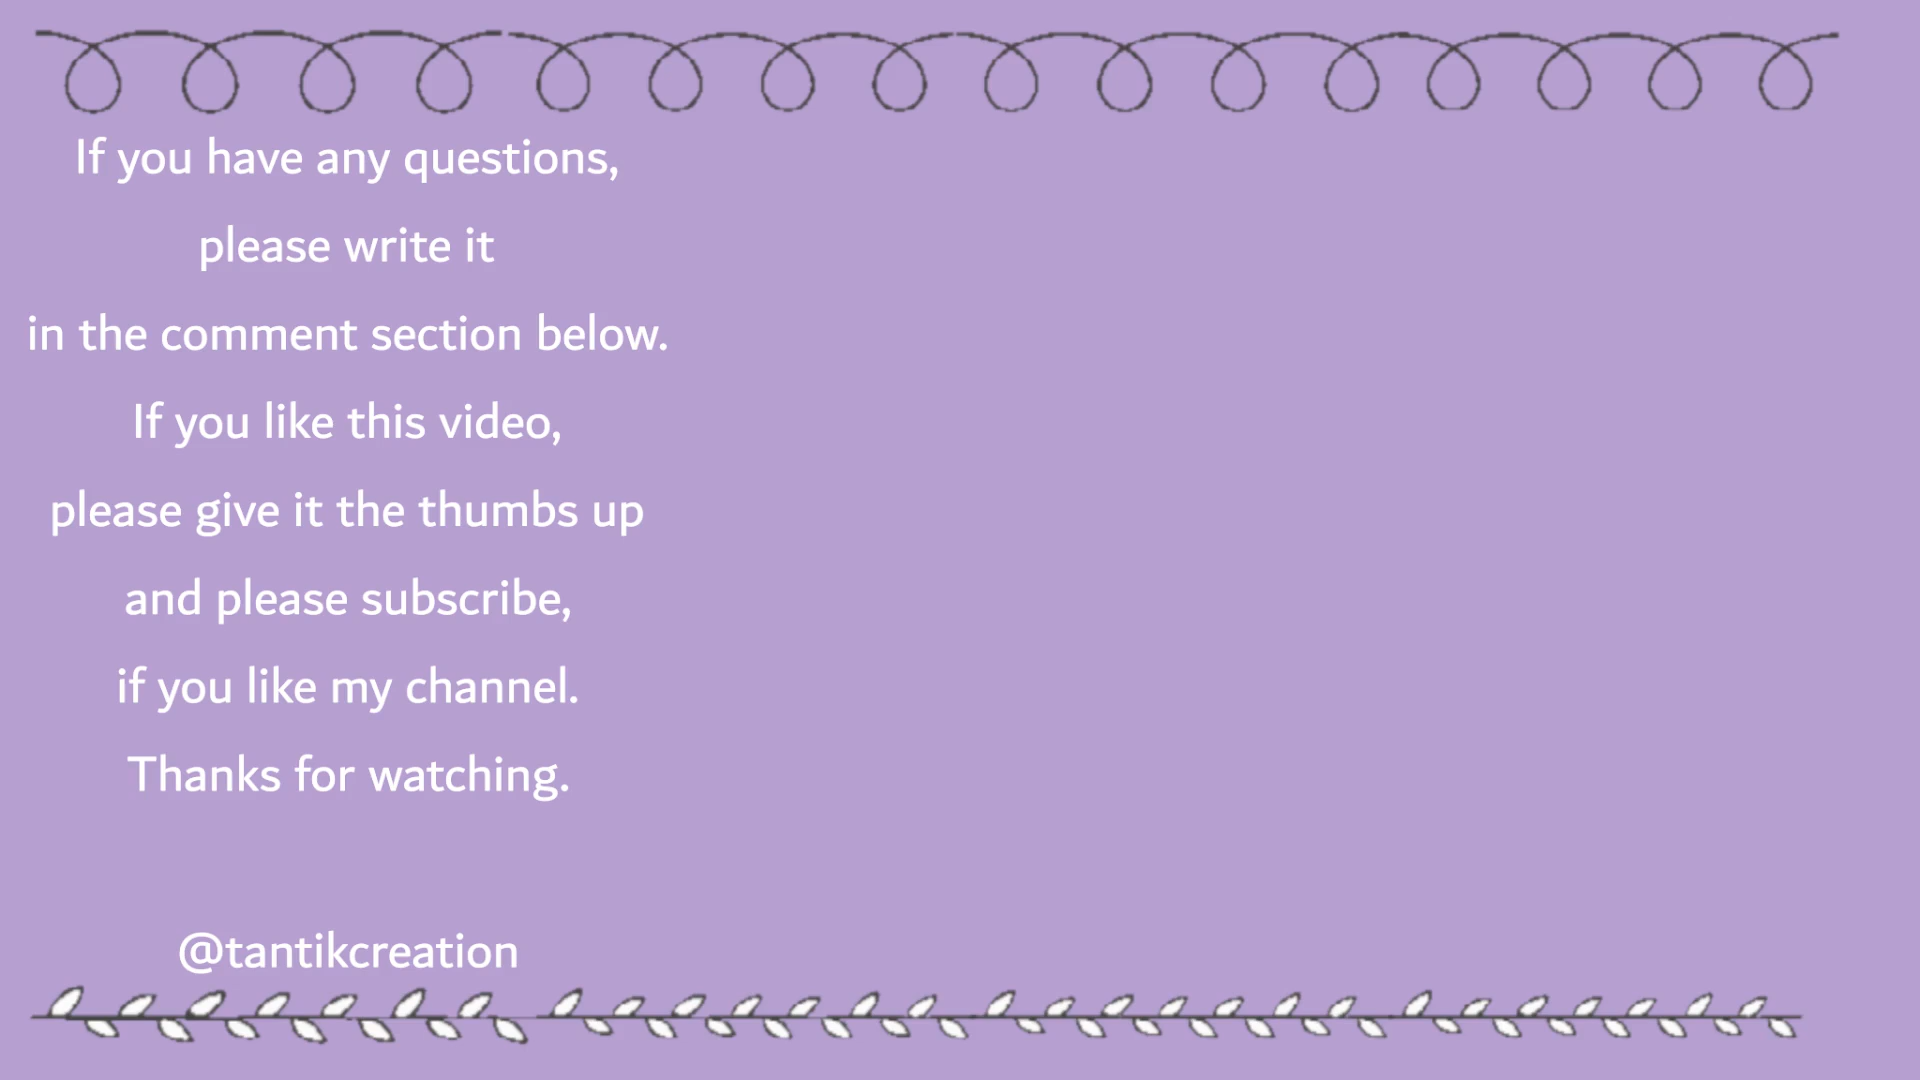 If you have any questions,
please write it
in the comment section below.
If you like this video,
please give it the thumbs up
and please subscribe,
if you like my channel.
Thanks for watching.
@tantikcreation